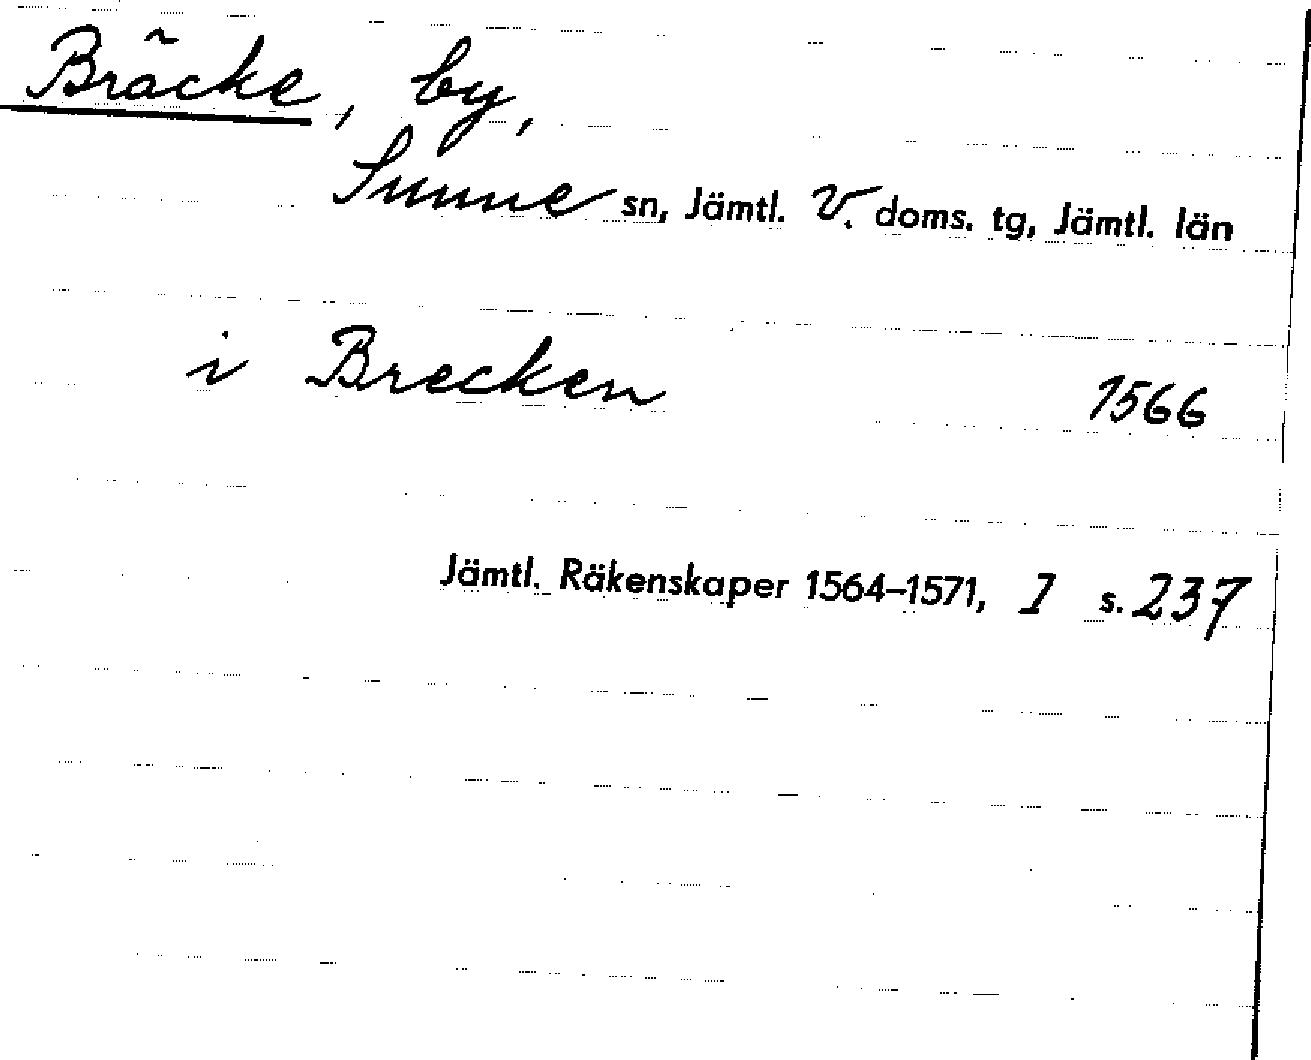 Bräcke, by,
Sunne sn, Jämtl. V. doms. tg, Jämtl. län
i Brecken 1566
Jämtl. Räkenskaper 1564–1571, I s. 237